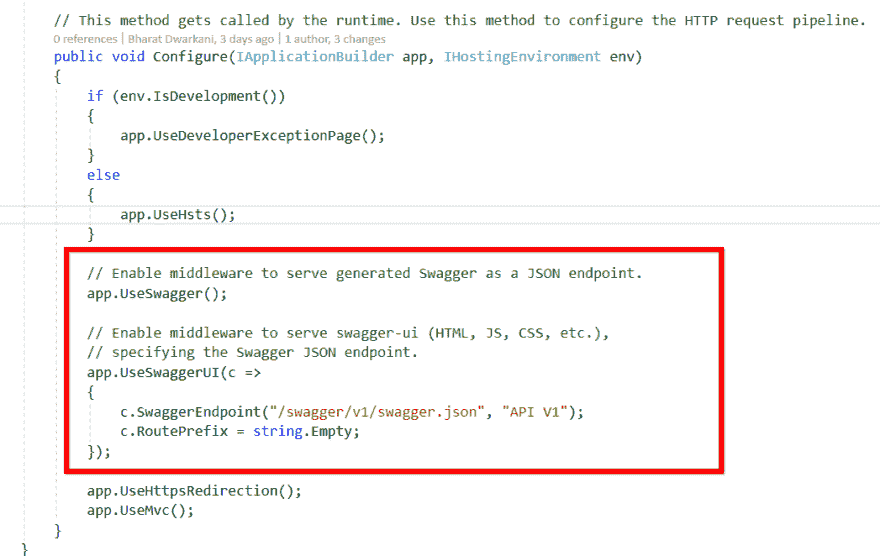 // This method gets called by the runtime. Use this method to configure the HTTP request pipeline.
0 references | Bharat Dwarkani, 3 days ago | 1 author, 3 changes
public void Configure(IApplicationBuilder app, IHostingEnvironment env)
{
if (env.IsDevelopment())
{
app.UseDeveloperExceptionPage();
}
else
{
app.UseHsts();
}
// Enable middleware to serve generated Swagger as a JSON endpoint.
app.UseSwagger();
// Enable middleware to serve swagger-ui (HTML, JS, CSS, etc.),
// specifying the Swagger JSON endpoint.
app.UseSwaggerUI(c =>
{
c.SwaggerEndpoint("/swagger/v1/swagger.json", "API V1");
c.RoutePrefix = string.Empty;
});
app.UseHttpsRedirection();
app.UseMvc();
}
}